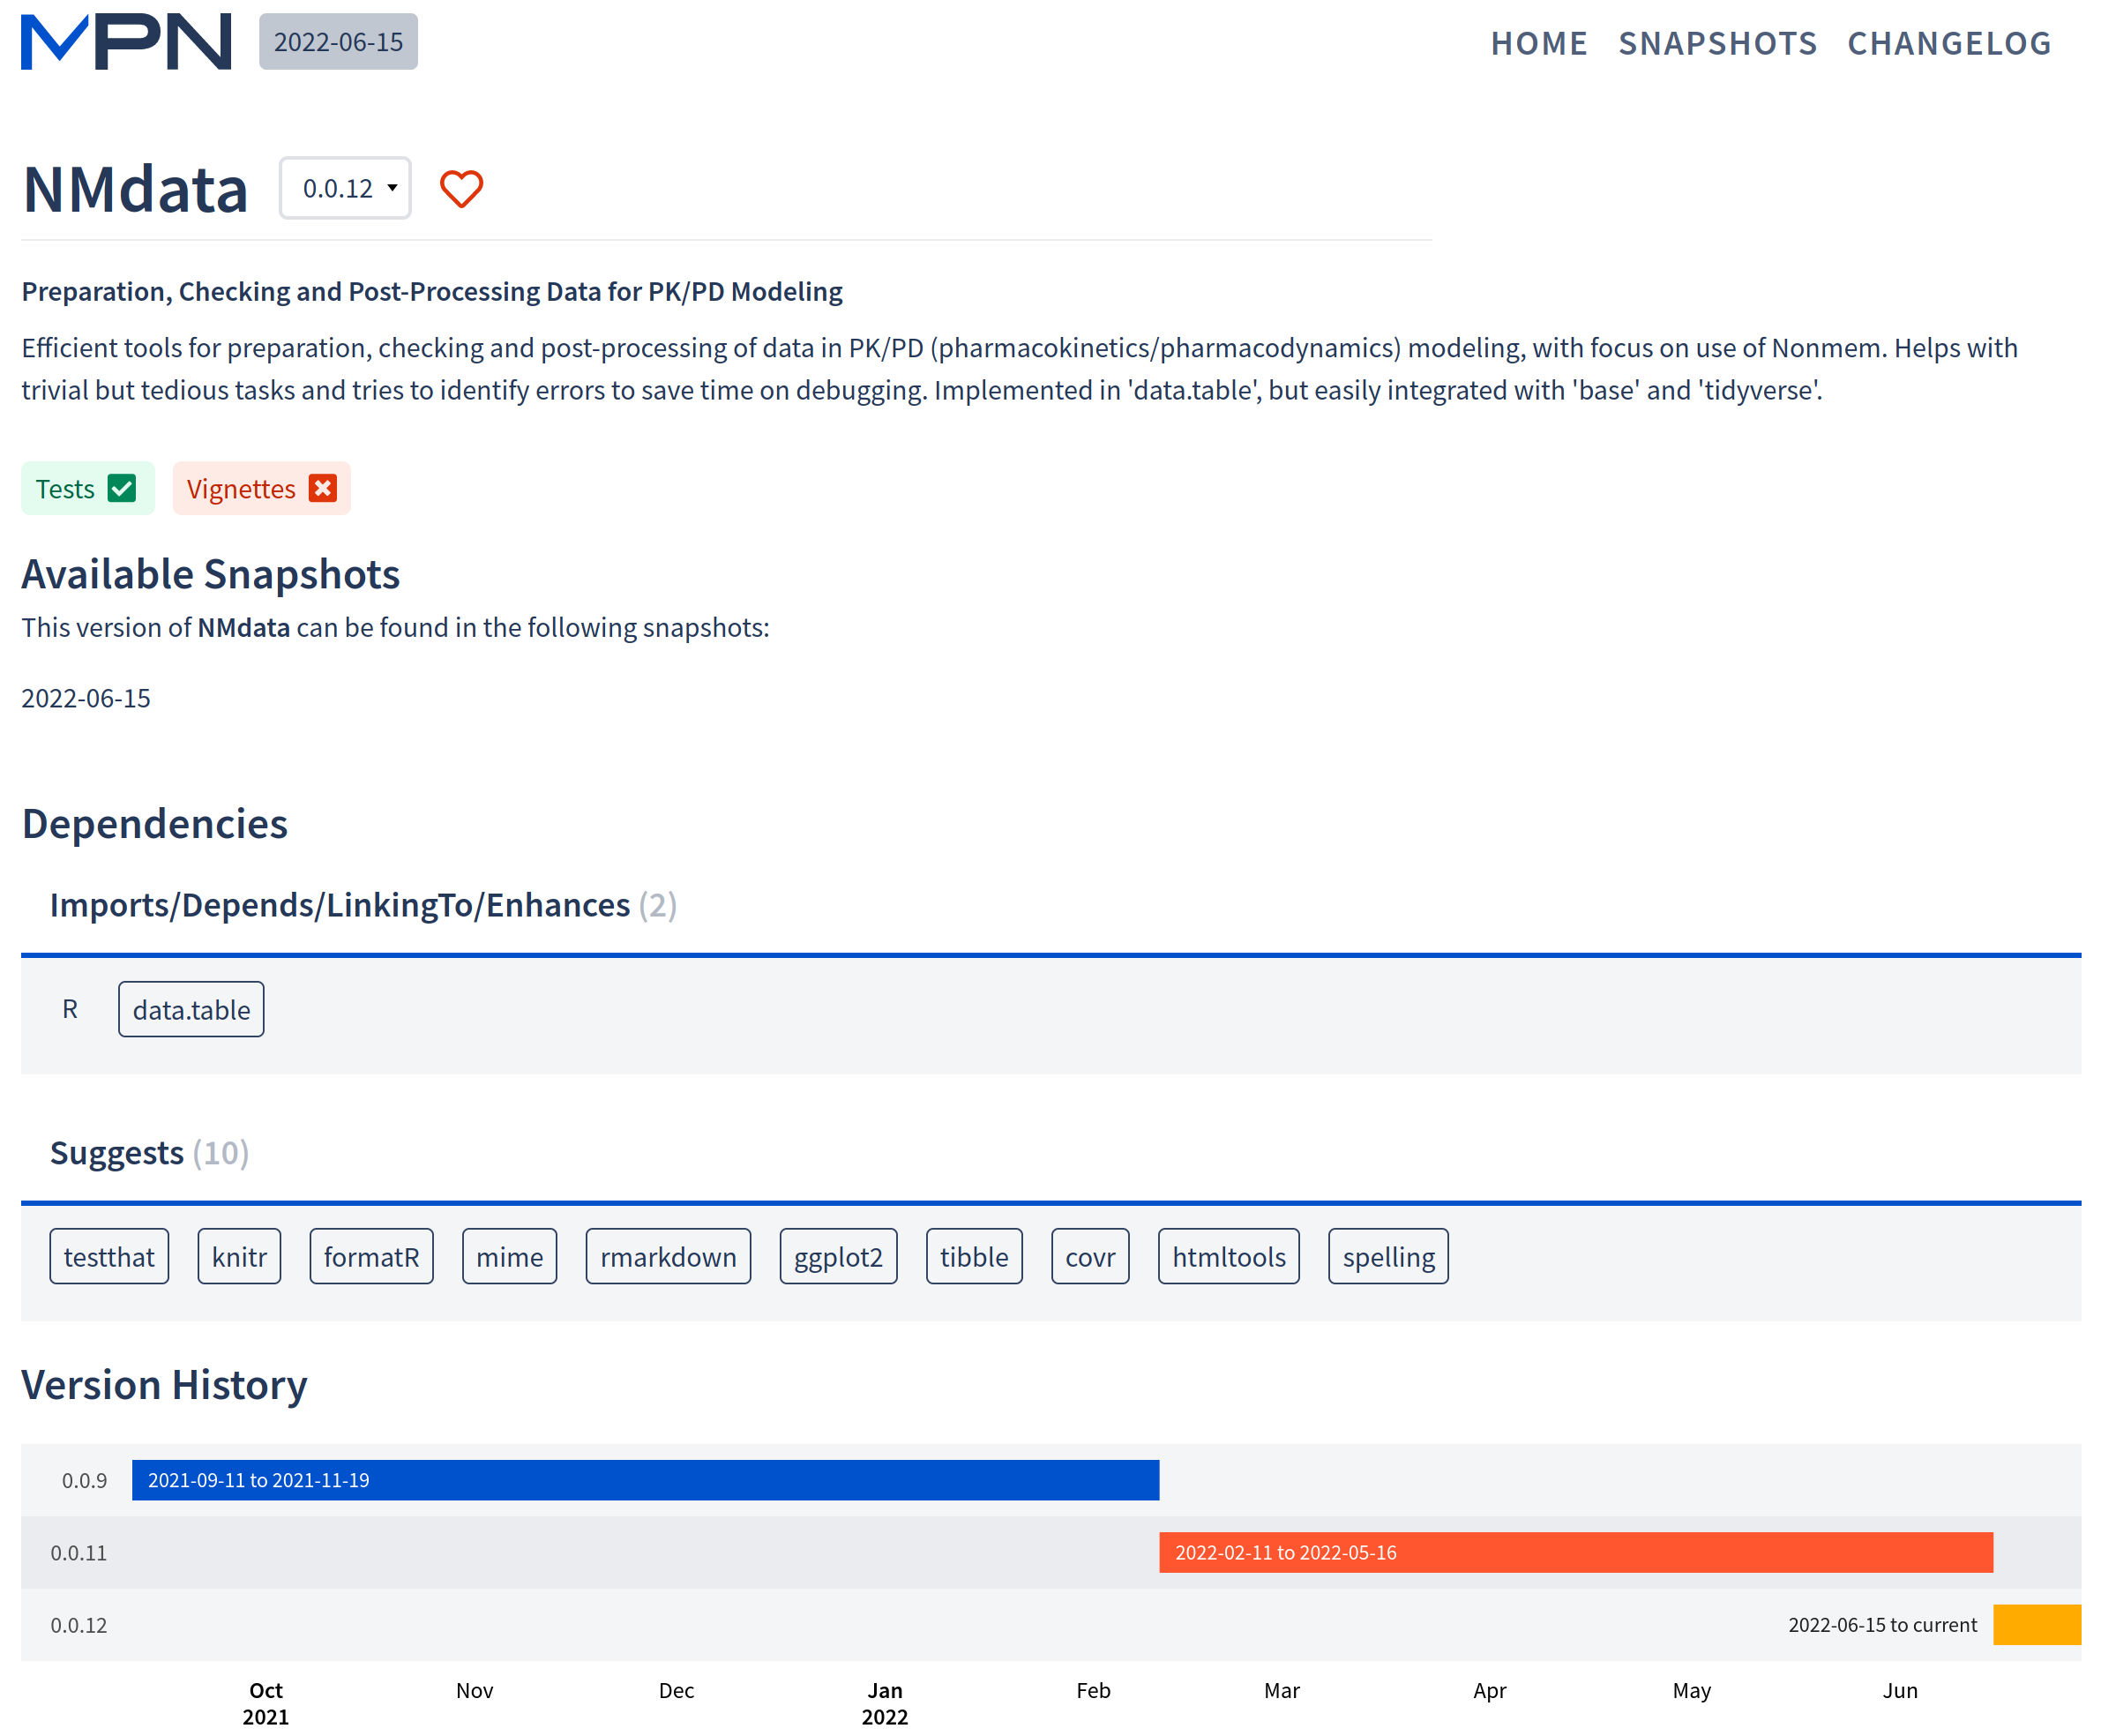 MPN 2022-06-15 HOME SNAPSHOTS CHANGELOG
NMdata 0.0.12
Preparation, Checking and Post-Processing Data for PK/PD Modeling
Efficient tools for preparation, checking and post-processing of data in PK/PD (pharmacokinetics/pharmacodynamics) modeling, with focus on use of Nonmem. Helps with
trivial but tedious tasks and tries to identify errors to save time on debugging. Implemented in 'data.table', but easily integrated with 'base' and 'tidyverse'.
Tests Vignettes
Available Snapshots
This version of NMdata can be found in the following snapshots:
2022-06-15
Dependencies
Imports/Depends/LinkingTo/Enhances (2)
R data.table
Suggests (10)
testthat knitr formatR mime rmarkdown ggplot2 tibble covr htmltools spelling
Version History
0.0.9 2021-09-11 to 2021-11-19
0.0.11 2022-02-11 to 2022-05-16
0.0.12 2022-06-15 to current
Oct Nov Dec Jan Feb Mar Apr May Jun
2021 2022